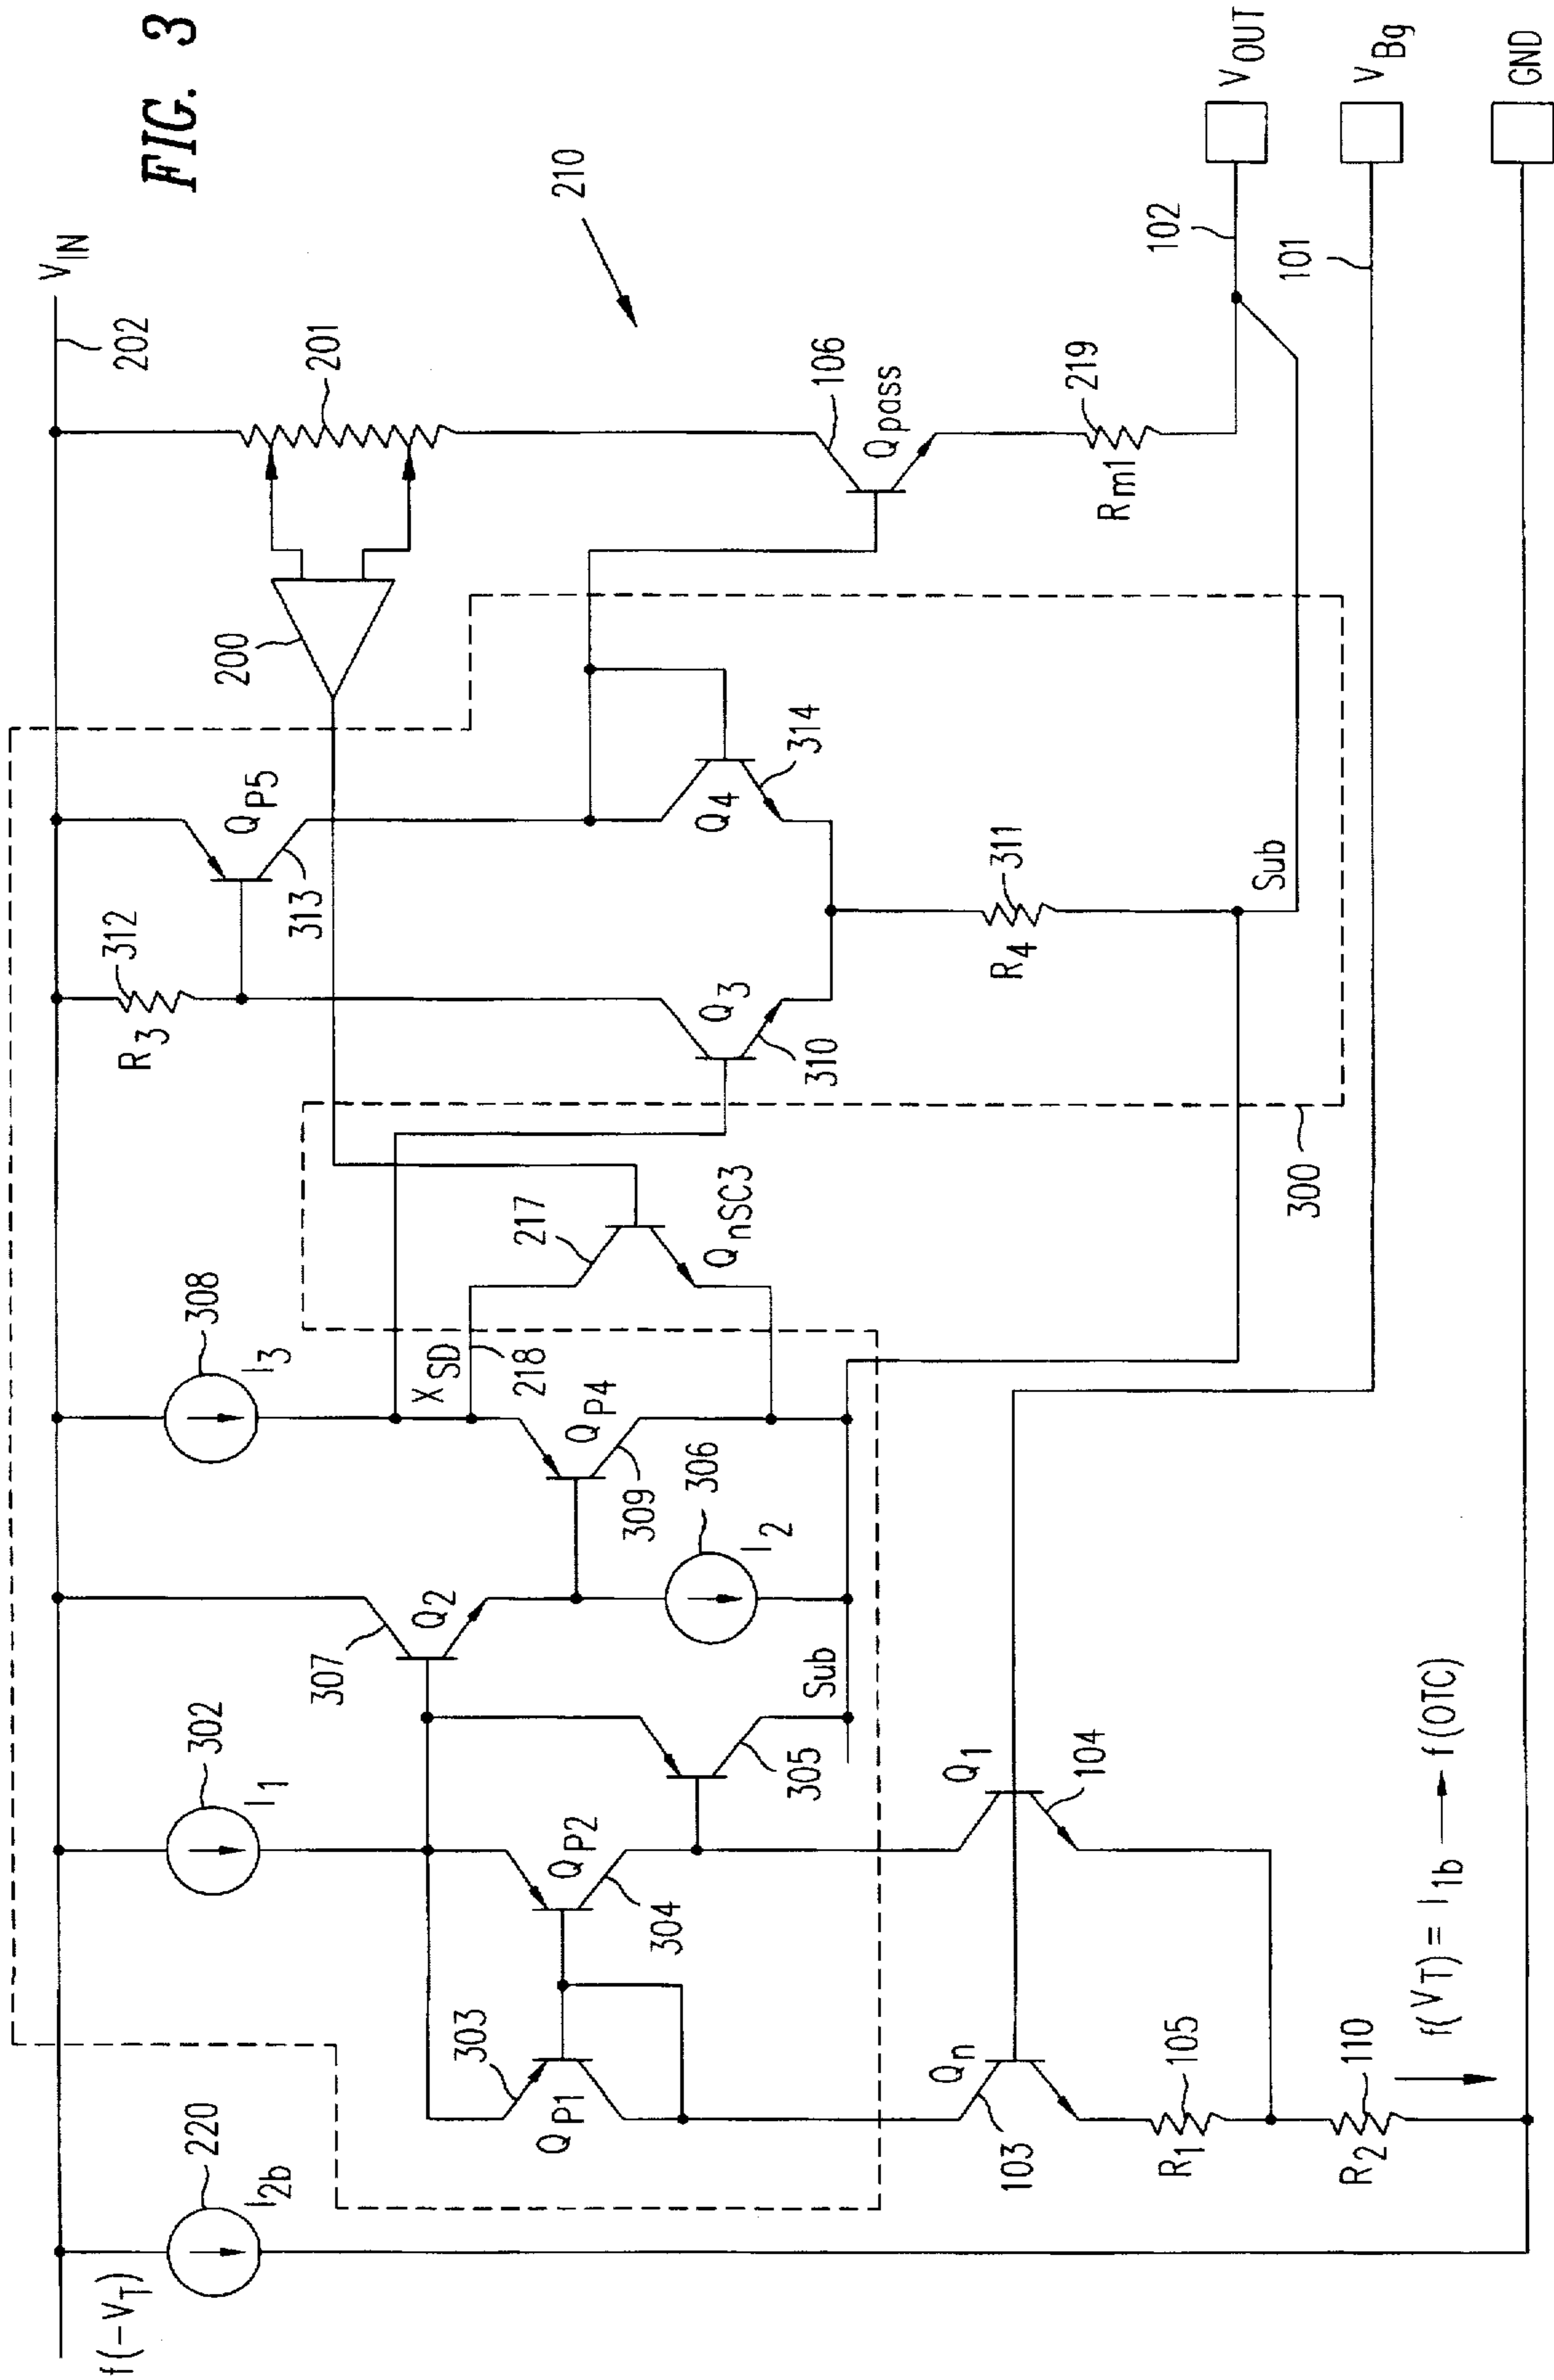 FIG. 3
V_IN
202
201
210
200
Q_P5
313
312
R_3
308
I_3
302
I_1
220
I_2b
f(-V_T)
106
Q_pass
219
R_m1
102
V_OUT
101
V_Bg
GND
314
Q_4
Q_3
310
311
R_4
Sub
300
217
Q_nSC3
X_SD
218
Q_P4
309
306
I_2
307
Q_2
Sub
305
Q_P2
304
303
Q_P1
Q_1
104
Q_n
103
105
R_1
110
R_2
f(V_T) = I_1b → f(OTC)